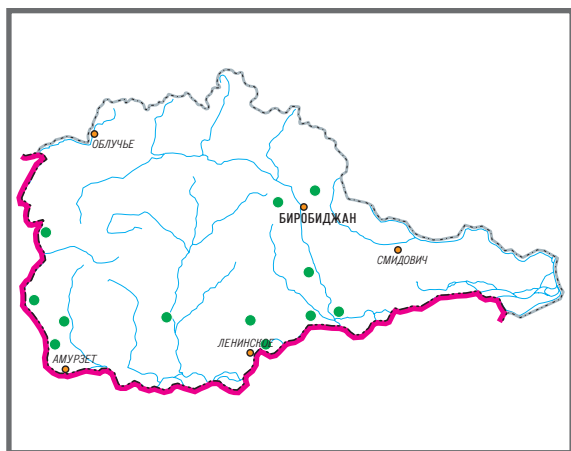 ОБЛУЧЬЕ
БИРОБИДЖАН
СМИДОВИЧ
ЛЕНИНСКОЕ
АМУРЗЕТ